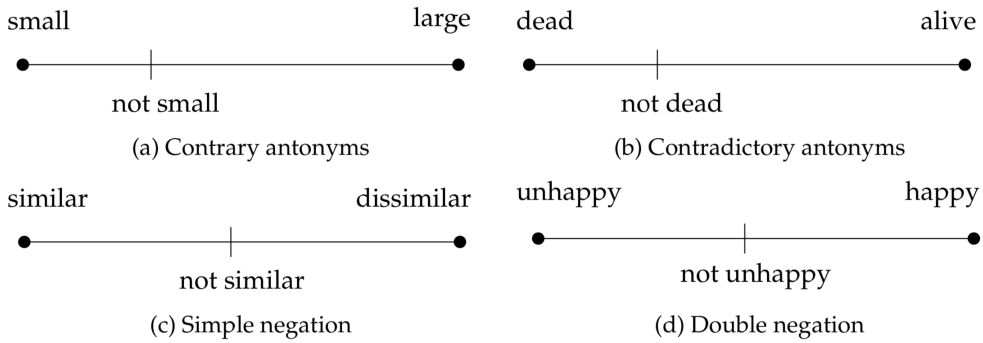 small large
not small
(a) Contrary antonyms
dead alive
not dead
(b) Contradictory antonyms
similar dissimilar
not similar
(c) Simple negation
unhappy happy
not unhappy
(d) Double negation